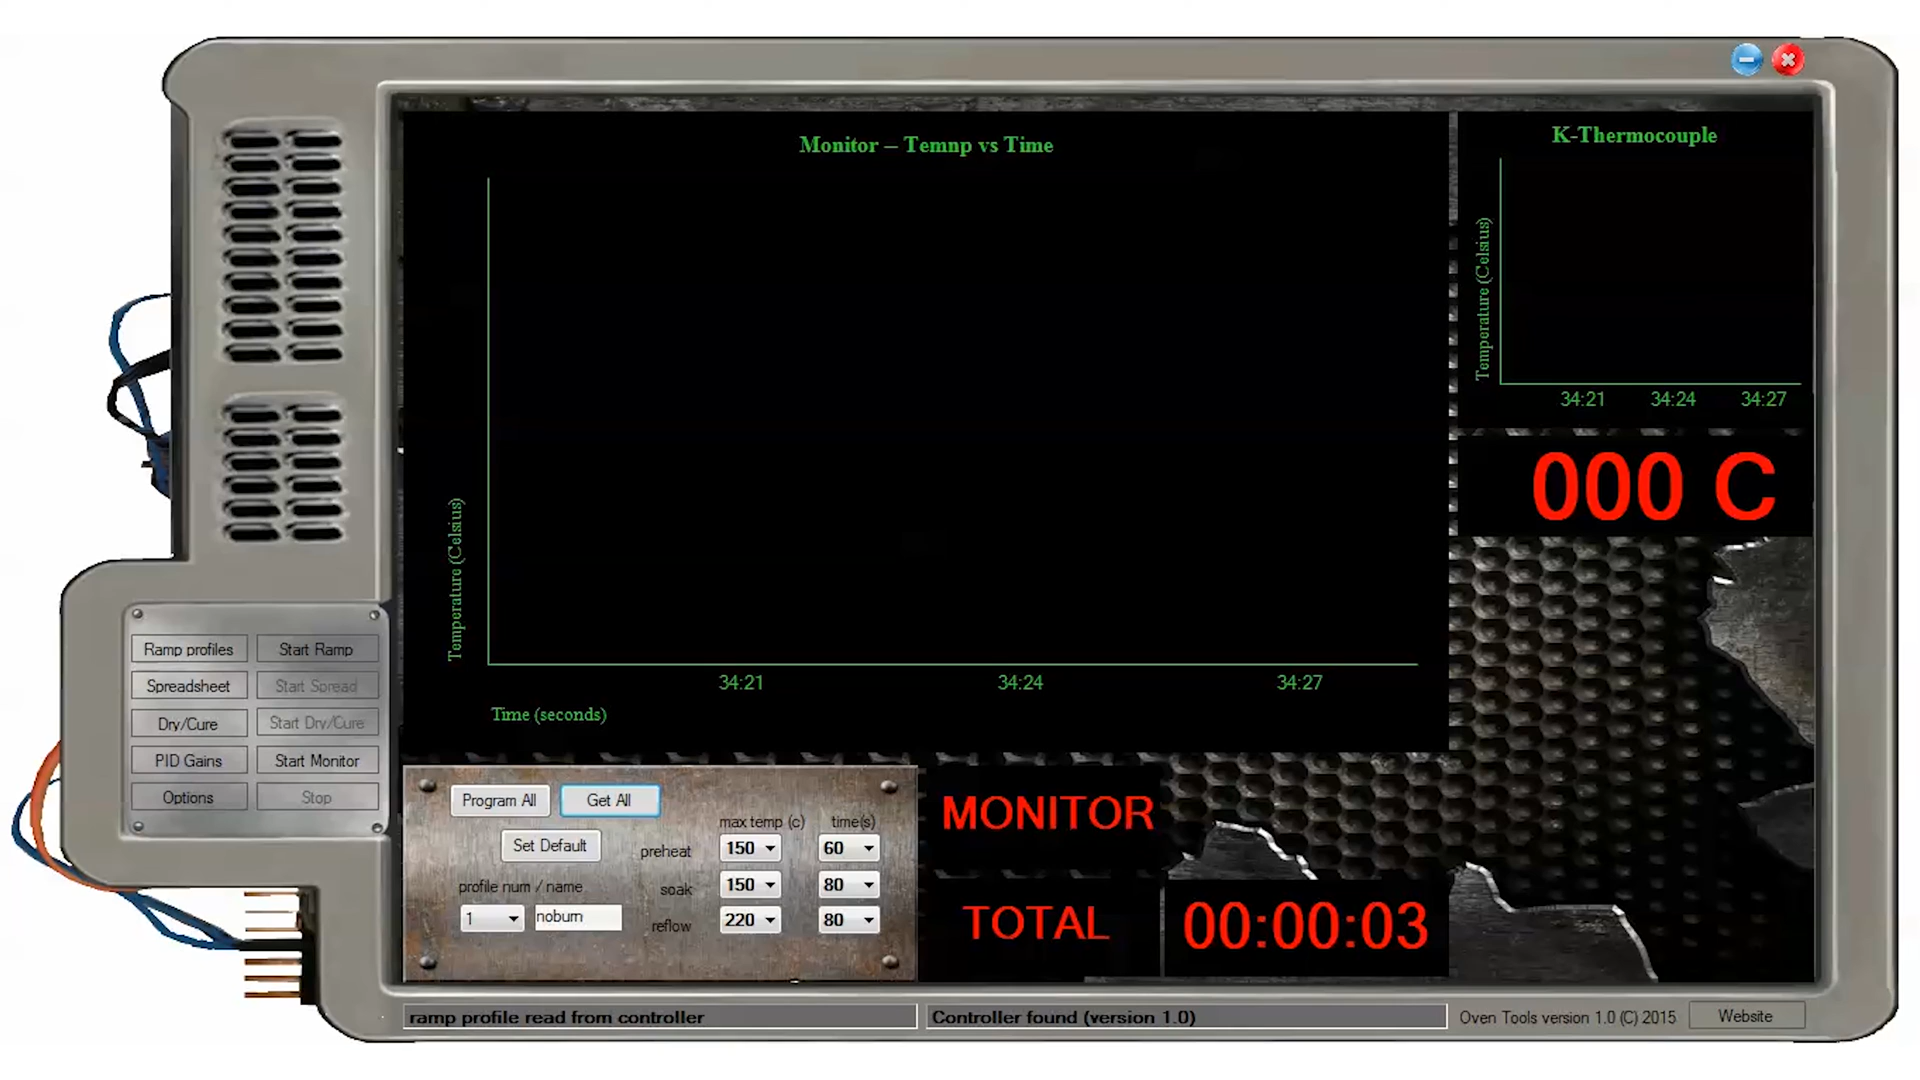 Monitor – Temnp vs Time
Temperature (Celsius)
34:21 34:24 34:27
Time (seconds)
K-Thermocouple
Temperature (Celsius)
34:21 34:24 34:27
000 C
Ramp profiles Start Ramp
Spreadsheet Start Spread
Dry/Cure Start Dry/Cure
PID Gains Start Monitor
Options Stop
Program All Get All
Set Default
profile num / name
1 noburn
max temp (c) time(s)
preheat 150 60
soak 150 80
reflow 220 80
MONITOR
TOTAL 00:00:03
ramp profile read from controller
Controller found (version 1.0)
Oven Tools version 1.0 (C) 2015
Website